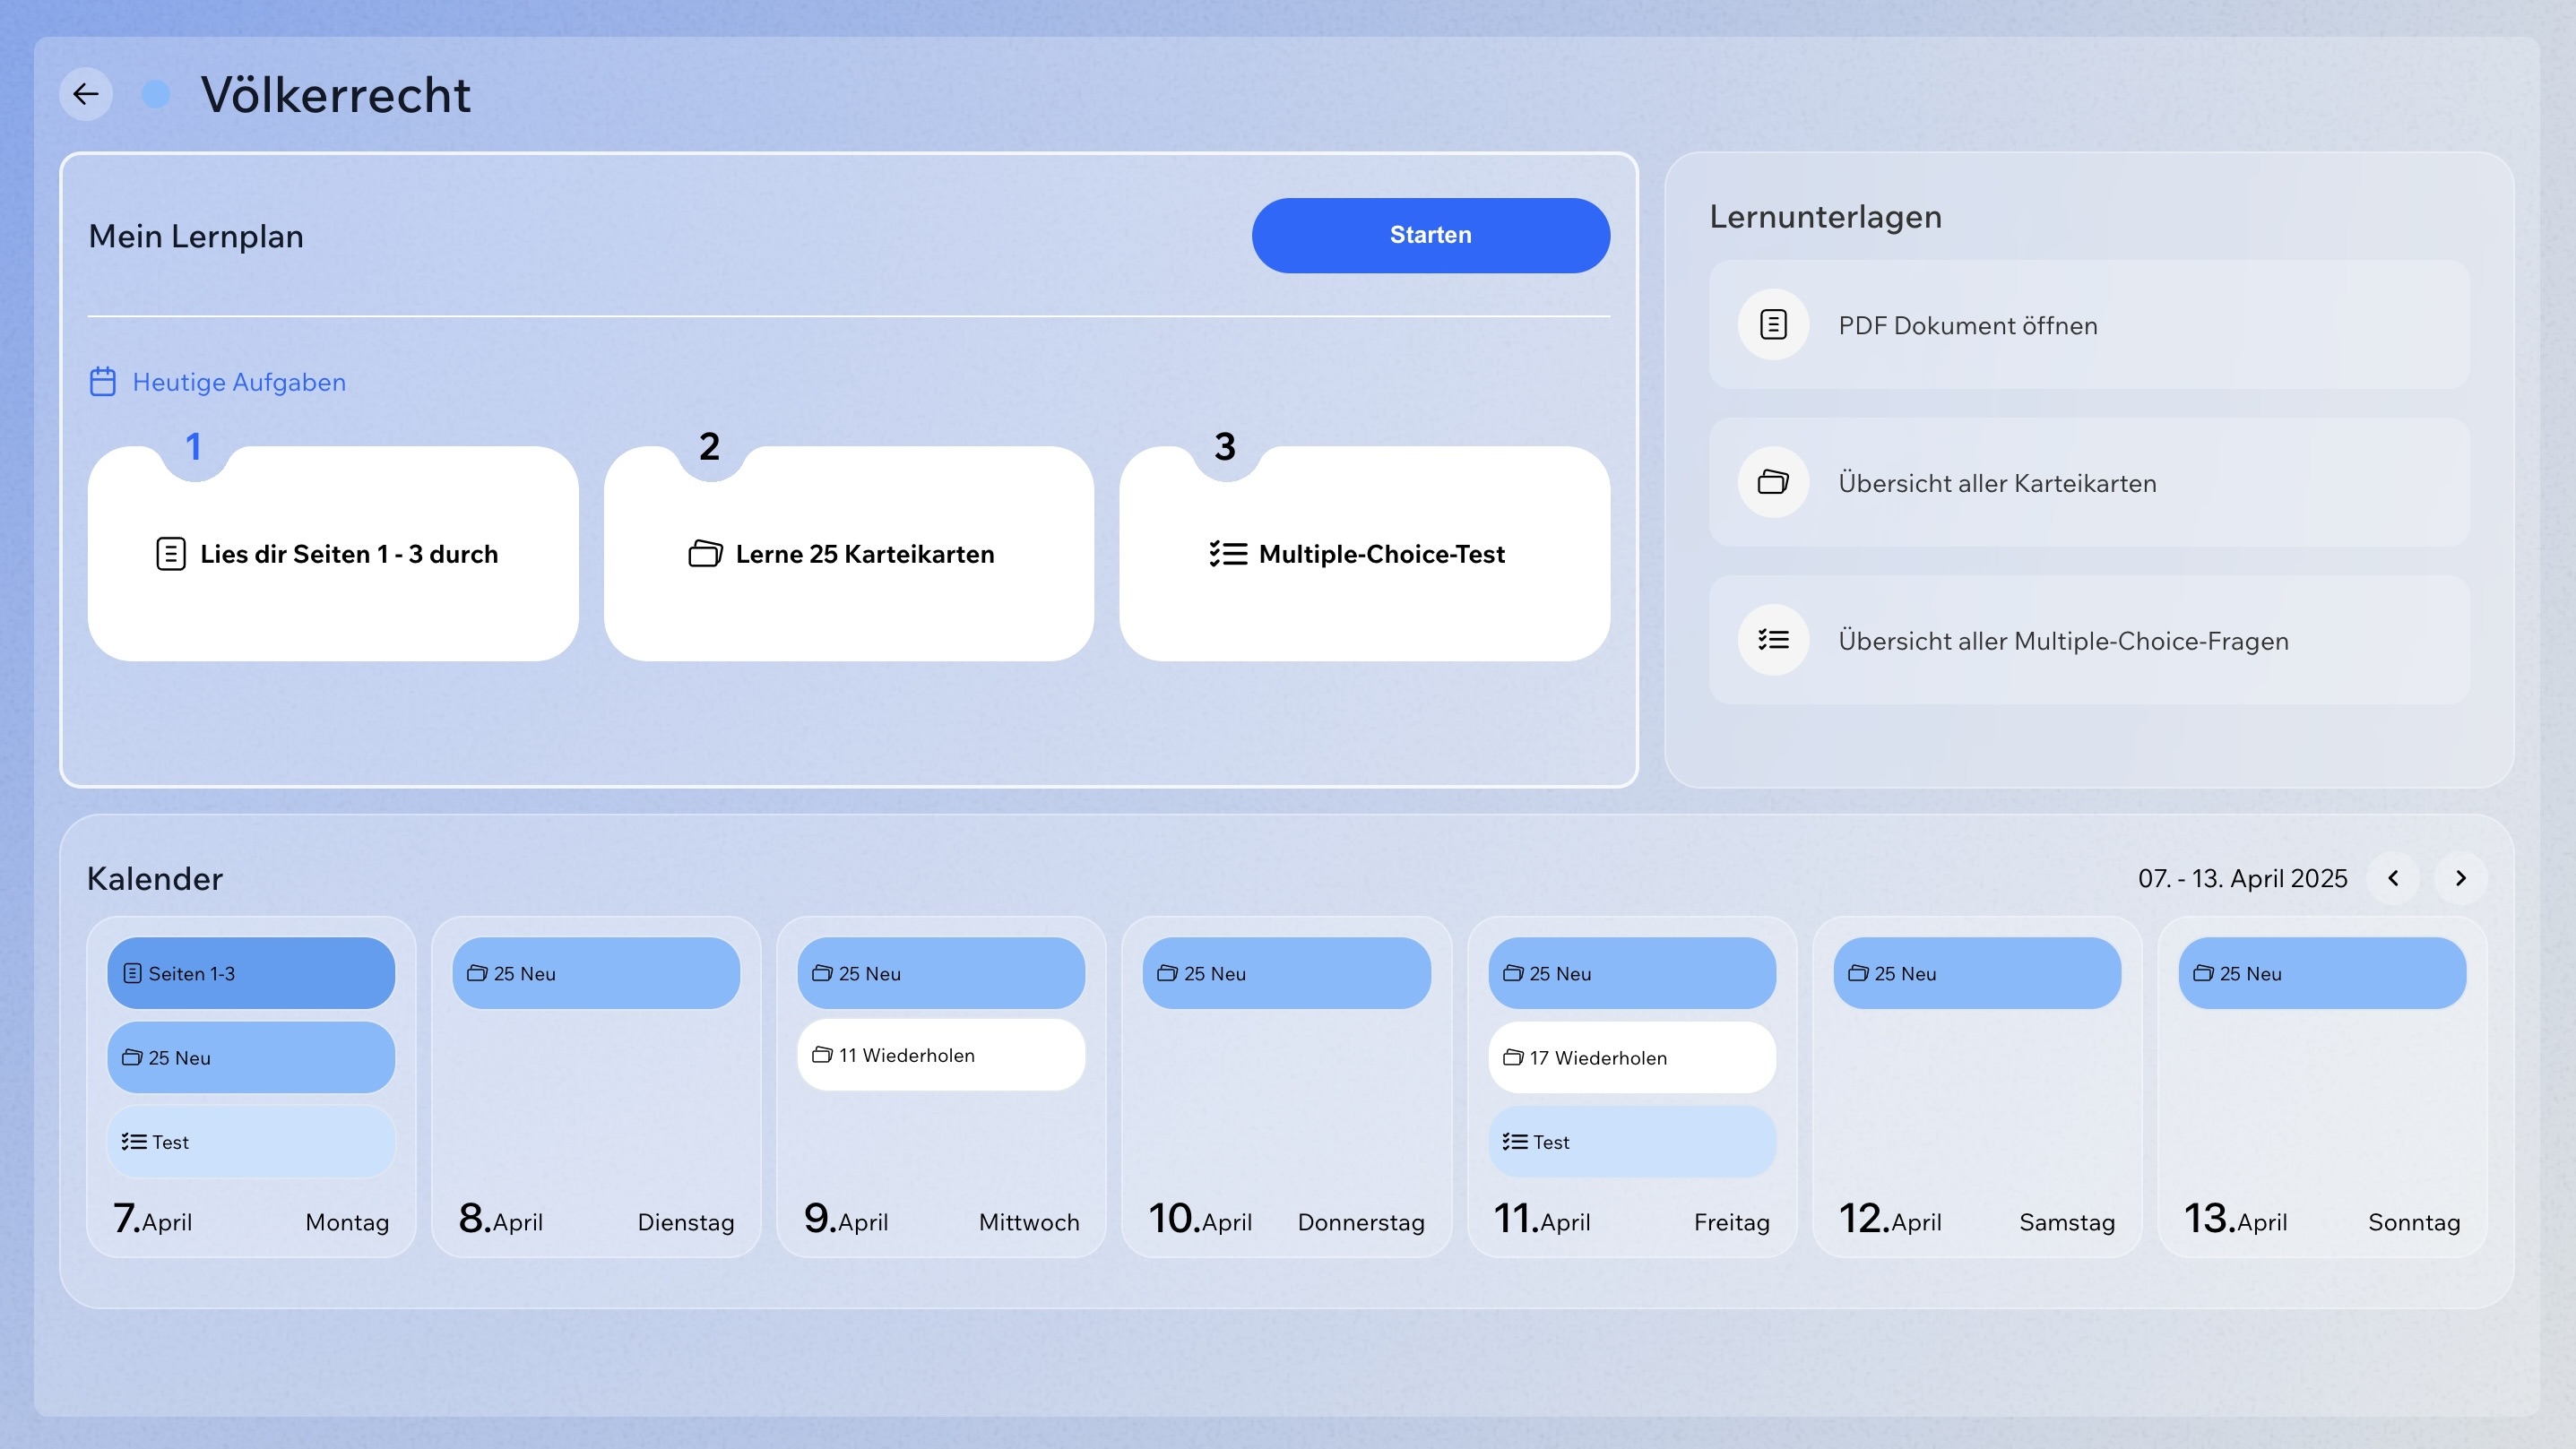 Völkerrecht
Mein Lernplan
Starten
Heutige Aufgaben
1
Lies dir Seiten 1 - 3 durch
2
Lerne 25 Karteikarten
3
Multiple-Choice-Test
Lernunterlagen
PDF Dokument öffnen
Übersicht aller Karteikarten
Übersicht aller Multiple-Choice-Fragen
Kalender
07. - 13. April 2025
Seiten 1-3
25 Neu
Test
7. April Montag
25 Neu
8. April Dienstag
25 Neu
11 Wiederholen
9. April Mittwoch
25 Neu
10. April Donnerstag
25 Neu
17 Wiederholen
Test
11. April Freitag
25 Neu
12. April Samstag
25 Neu
13. April Sonntag